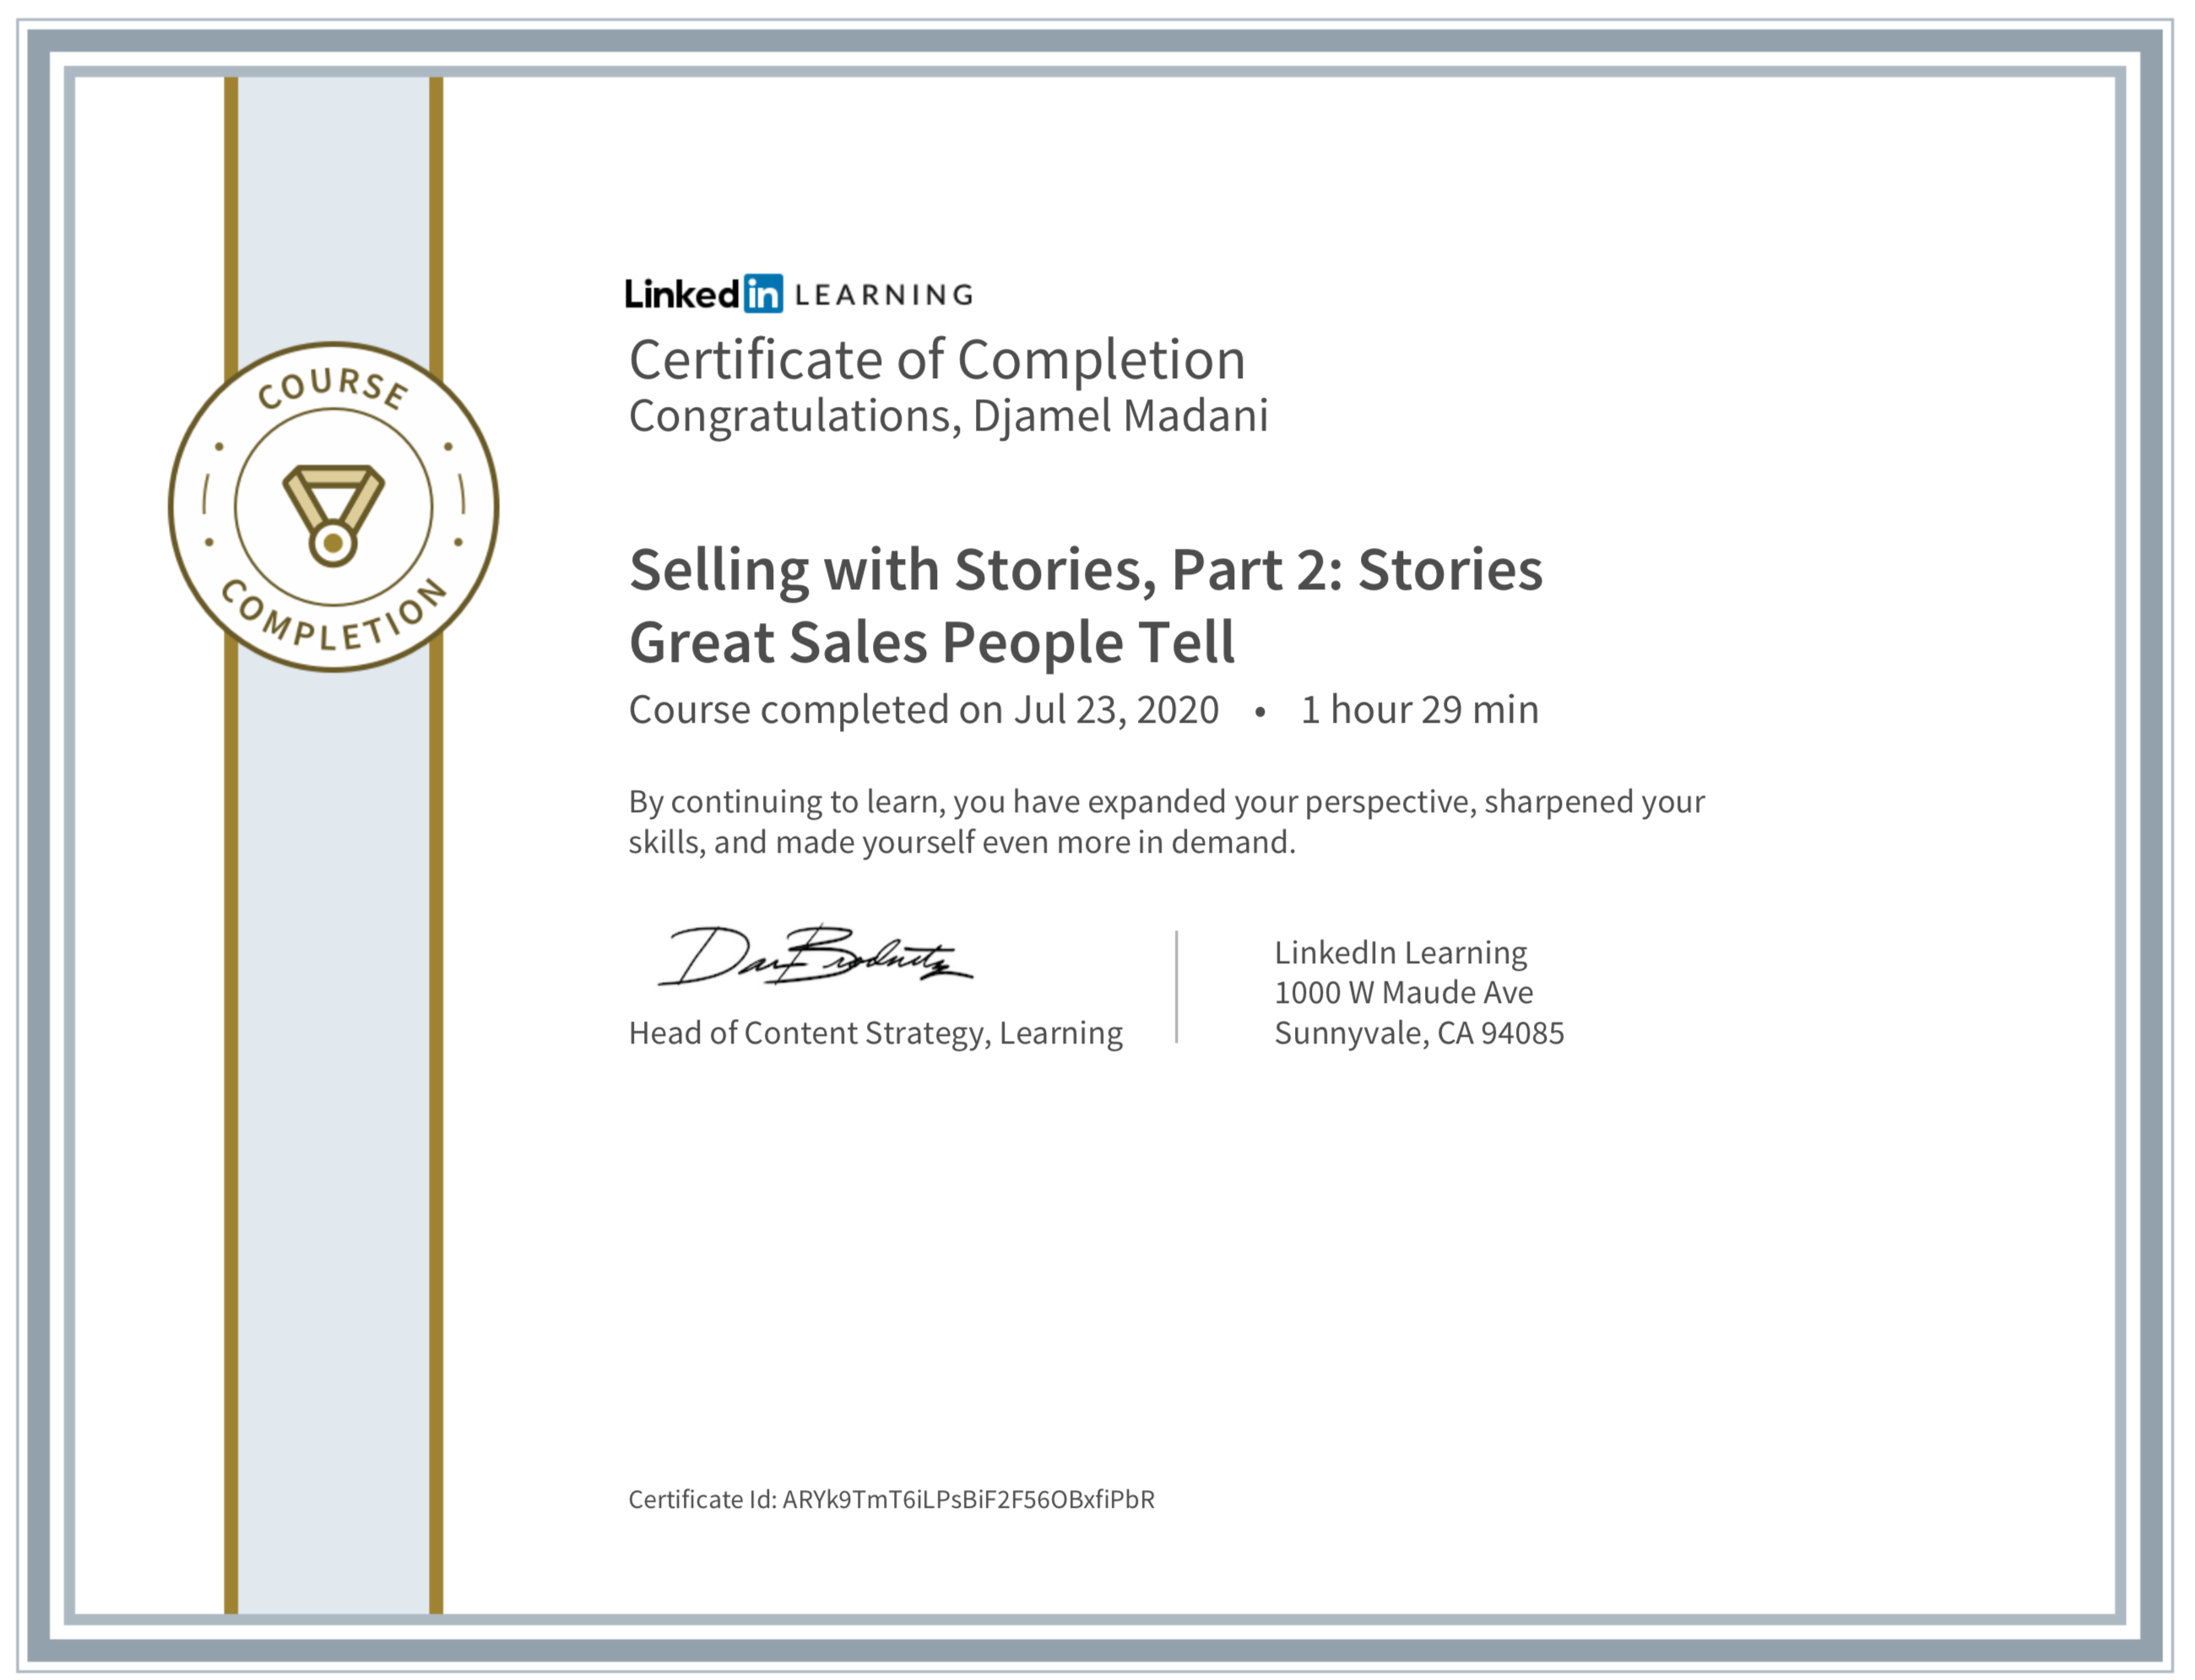 COURSE
COMPLETION
Linked in LEARNING
Certificate of Completion
Congratulations, Djamel Madani
Selling with Stories, Part 2: Stories
Great Sales People Tell
Course completed on Jul 23, 2020 • 1 hour 29 min
By continuing to learn, you have expanded your perspective, sharpened your
skills, and made yourself even more in demand.
Head of Content Strategy, Learning
LinkedIn Learning
1000 W Maude Ave
Sunnyvale, CA 94085
Certificate Id: ARYk9TmT6iLPsBiF2F56OBxfiPbR